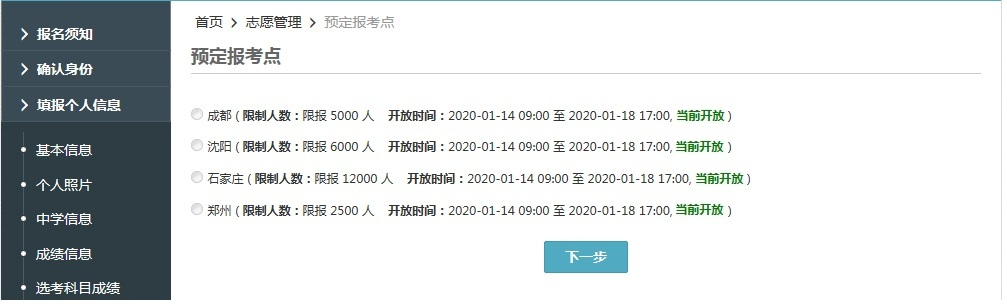 报名须知
确认身份
填报个人信息
基本信息
个人照片
中学信息
成绩信息
选考科目成绩
首页 > 志愿管理 > 预定报考点
预定报考点
成都 ( 限制人数：限报 5000 人 开放时间：2020-01-14 09:00 至 2020-01-18 17:00, 当前开放 )
沈阳 ( 限制人数：限报 6000 人 开放时间：2020-01-14 09:00 至 2020-01-18 17:00, 当前开放 )
石家庄 ( 限制人数：限报 12000 人 开放时间：2020-01-14 09:00 至 2020-01-18 17:00, 当前开放 )
郑州 ( 限制人数：限报 2500 人 开放时间：2020-01-14 09:00 至 2020-01-18 17:00, 当前开放 )
下一步